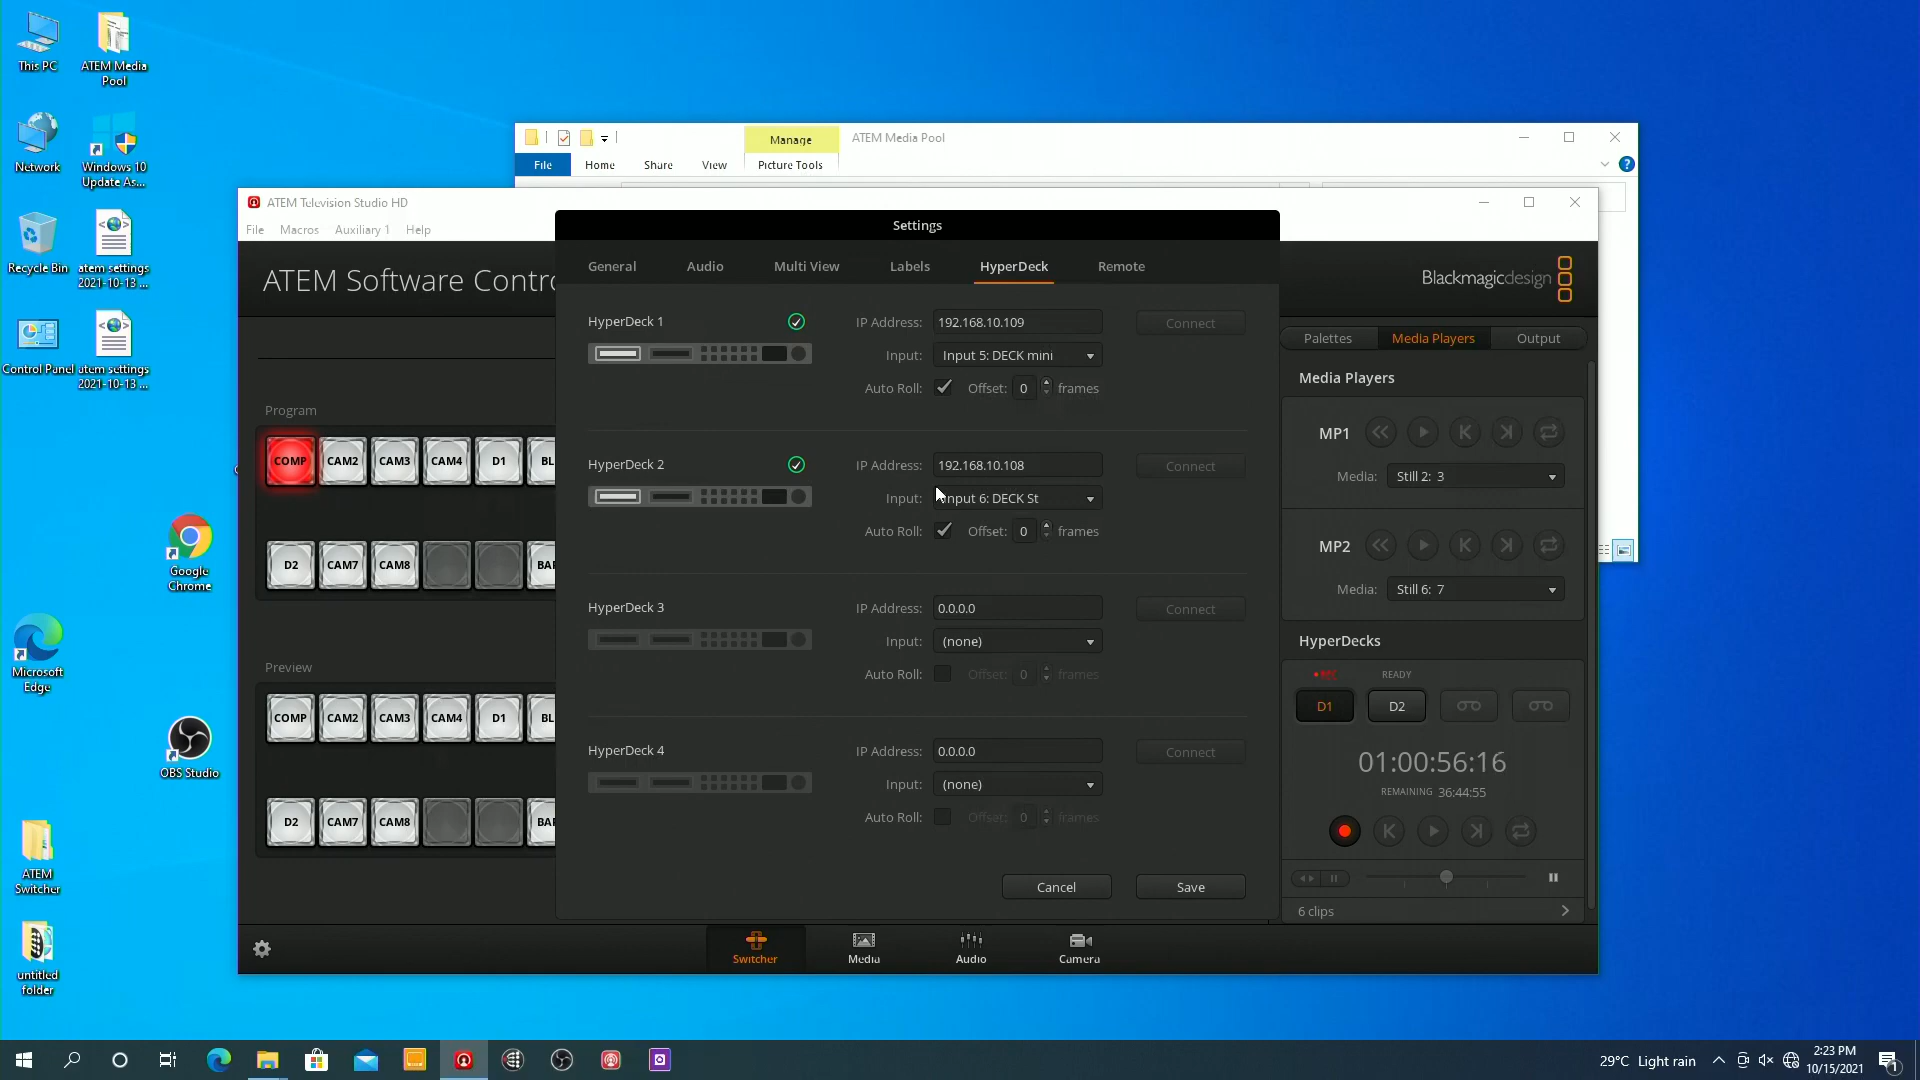 This PC
ATEM Media
Pool
Network
Windows 10
Update As...
Recycle Bin
atem settings
2021-10-13 ...
Control Panel
atem settings
2021-10-13 ...
Google
Chrome
Microsoft
Edge
OBS Studio
ATEM
Switcher
untitled
folder
Manage
ATEM Media Pool
File
Home
Share
View
Picture Tools
ATEM Television Studio HD
File
Macros
Auxiliary 1
Help
ATEM Software Contro
Blackmagicdesign
Program
COMP
CAM2
CAM3
CAM4
D1
BL
D2
CAM7
CAM8
BAR
Preview
COMP
CAM2
CAM3
CAM4
D1
BL
D2
CAM7
CAM8
BAR
Settings
General
Audio
Multi View
Labels
HyperDeck
Remote
HyperDeck 1
IP Address: 192.168.10.109
Connect
Input: Input 5: DECK mini
Auto Roll: Offset: 0 frames
HyperDeck 2
IP Address: 192.168.10.108
Connect
Input: Input 6: DECK St
Auto Roll: Offset: 0 frames
HyperDeck 3
IP Address: 0.0.0.0
Connect
Input: (none)
Auto Roll: Offset: 0 frames
HyperDeck 4
IP Address: 0.0.0.0
Connect
Input: (none)
Auto Roll: Offset: 0 frames
Cancel
Save
Palettes
Media Players
Output
Media Players
MP1
Media: Still 2: 3
MP2
Media: Still 6: 7
HyperDecks
REC
READY
D1
D2
01:00:56:16
REMAINING 36:44:55
6 clips
Switcher
Media
Audio
Camera
29°C Light rain
2:23 PM
10/15/2021
1